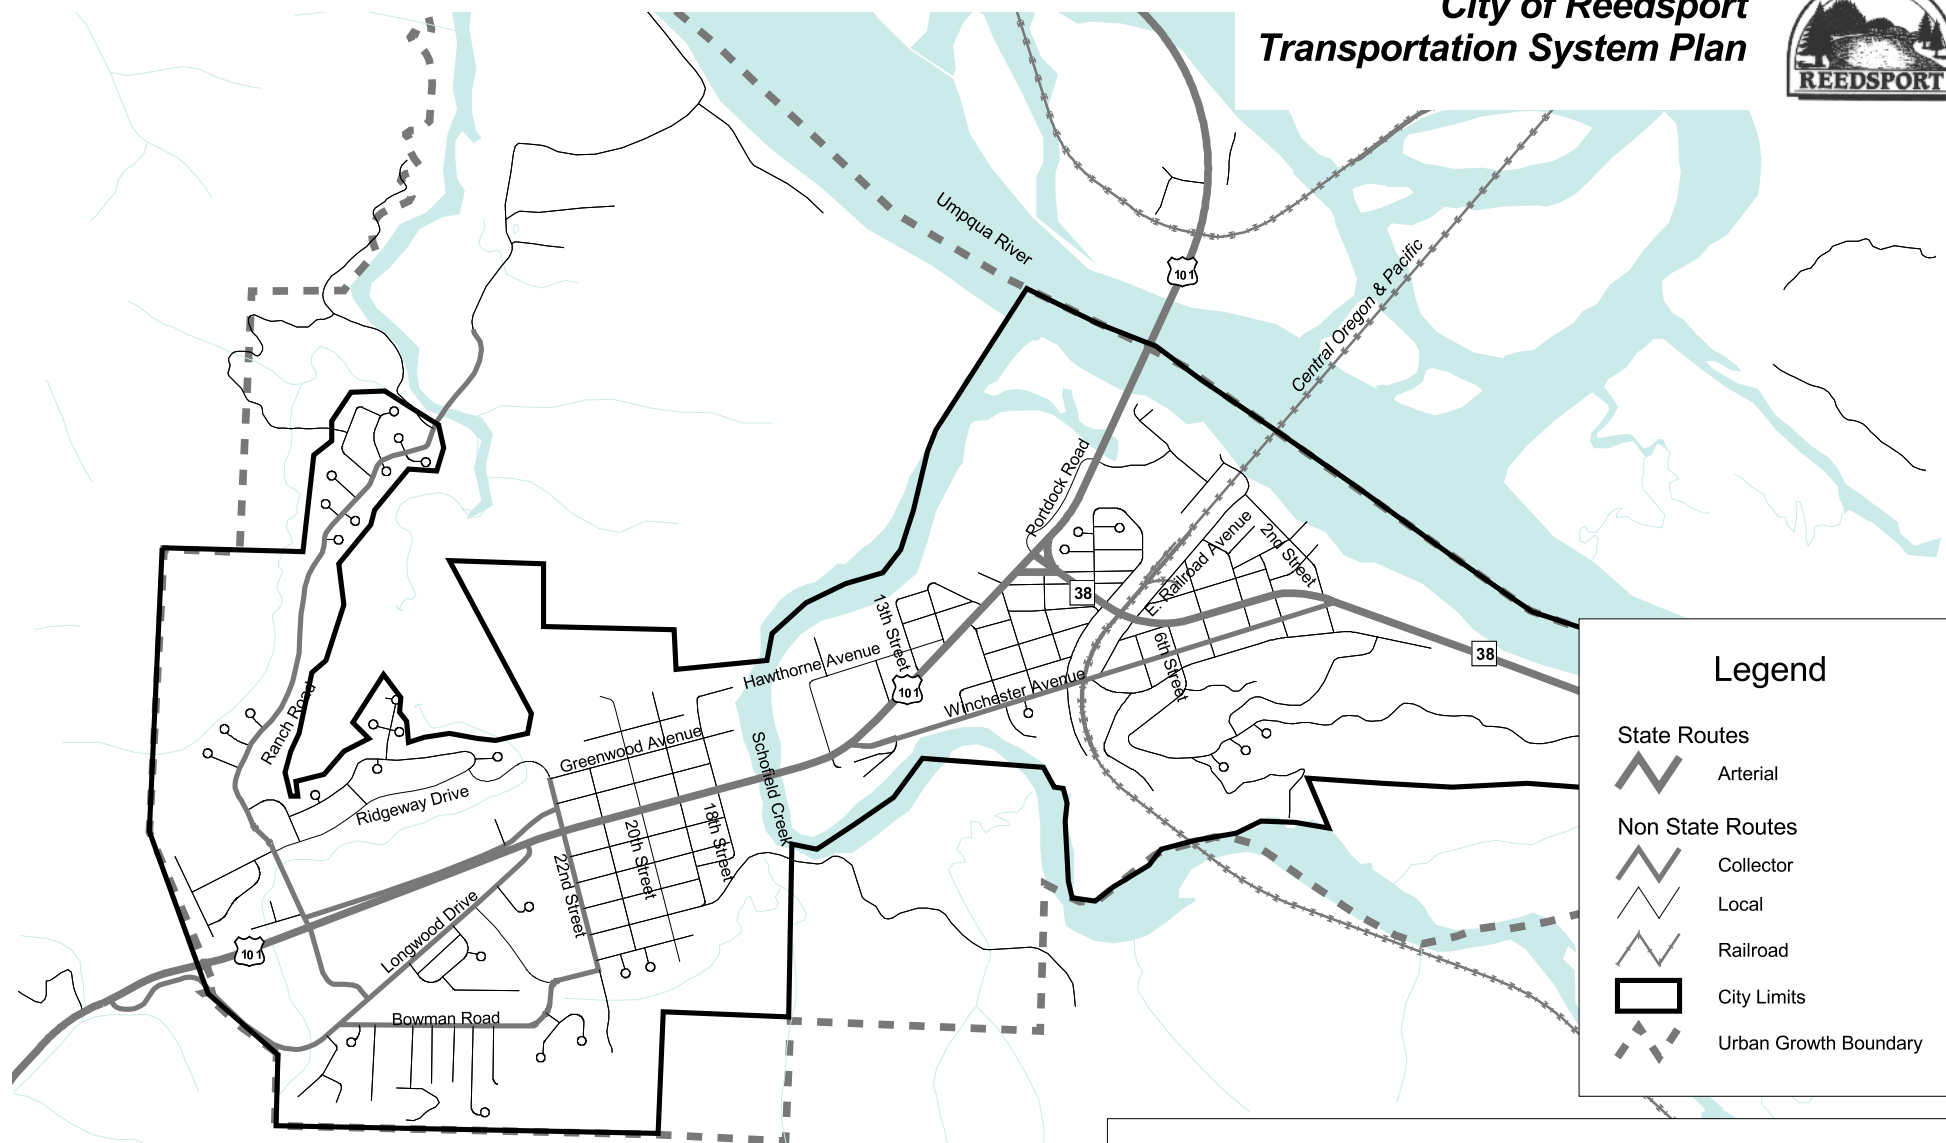 City of Reedsport
Transportation System Plan
REEDSPORT
Umpqua River
101
Central Oregon & Pacific
Portdock Road
2nd Street
E. Railroad Avenue
38
13th Street
6th Street
38
Hawthorne Avenue
101
Winchester Avenue
Ranch Road
Greenwood Avenue
Schofield Creek
Ridgeway Drive
18th Street
20th Street
22nd Street
Longwood Drive
101
Bowman Road
Legend
State Routes
Arterial
Non State Routes
Collector
Local
Railroad
City Limits
Urban Growth Boundary